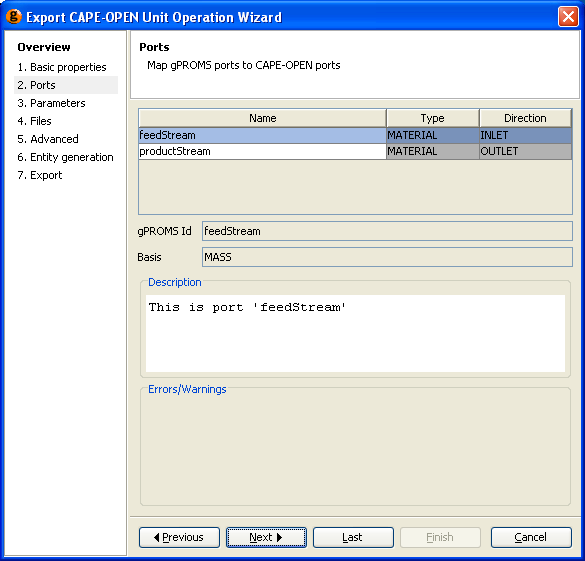 Export CAPE-OPEN Unit Operation Wizard
Overview
1. Basic properties
2. Ports
3. Parameters
4. Files
5. Advanced
6. Entity generation
7. Export
Ports
Map gPROMS ports to CAPE-OPEN ports
Name Type Direction
feedStream MATERIAL INLET
productStream MATERIAL OUTLET
gPROMS Id feedStream
Basis MASS
Description
This is port 'feedStream'
Errors/Warnings
Previous Next Last Finish Cancel